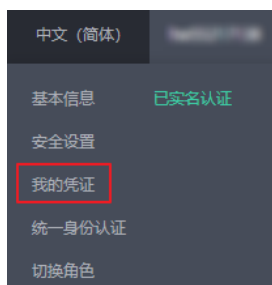 中文（简体）
基本信息 已实名认证
安全设置
我的凭证
统一身份认证
切换角色